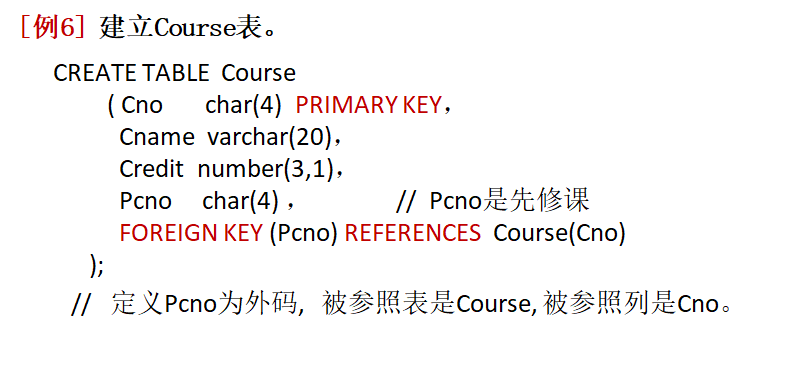 [例6] 建立Course表。
CREATE TABLE Course
( Cno char(4) PRIMARY KEY，
Cname varchar(20)，
Credit number(3,1)，
Pcno char(4) ， // Pcno是先修课
FOREIGN KEY (Pcno) REFERENCES Course(Cno)
);
// 定义Pcno为外码， 被参照表是Course, 被参照列是Cno。